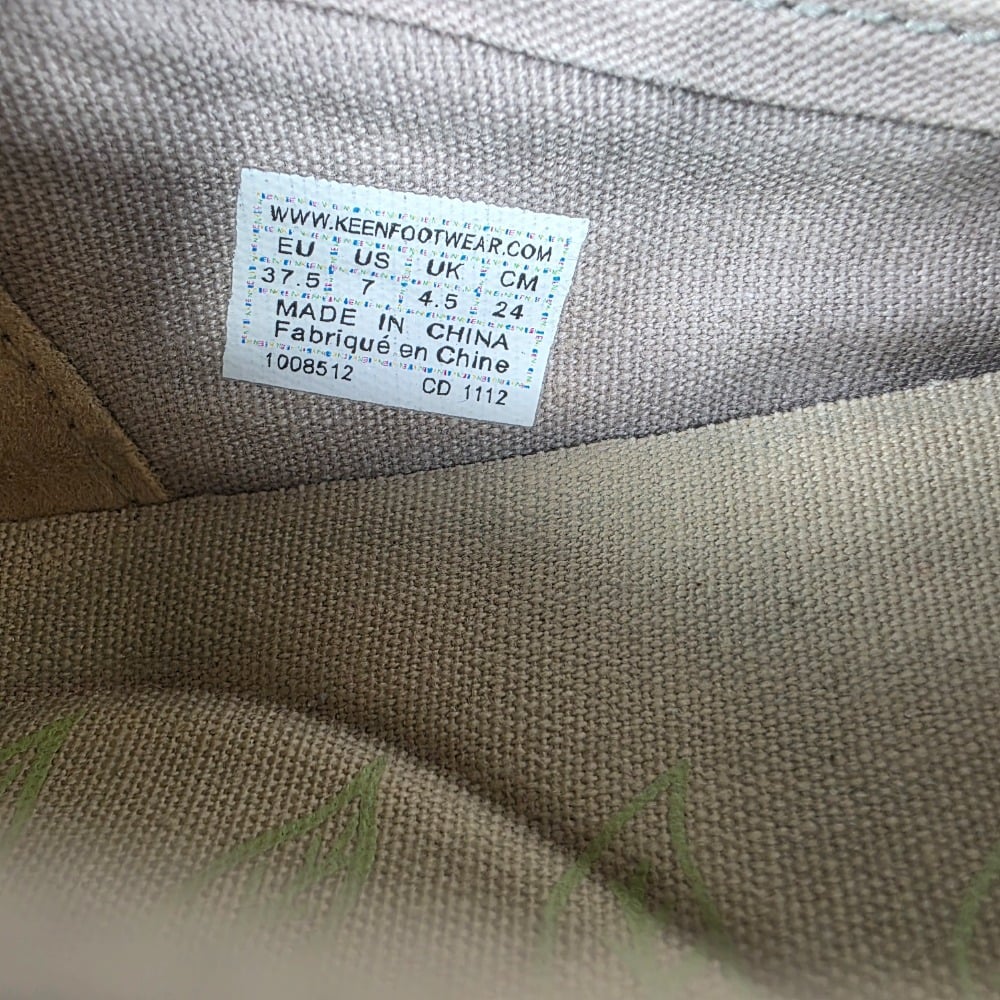 WWW.KEENFOOTWEAR.COM
EU US UK CM
37.5 7 4.5 24
MADE IN CHINA
Fabriqué en Chine
1008512 CD 1112